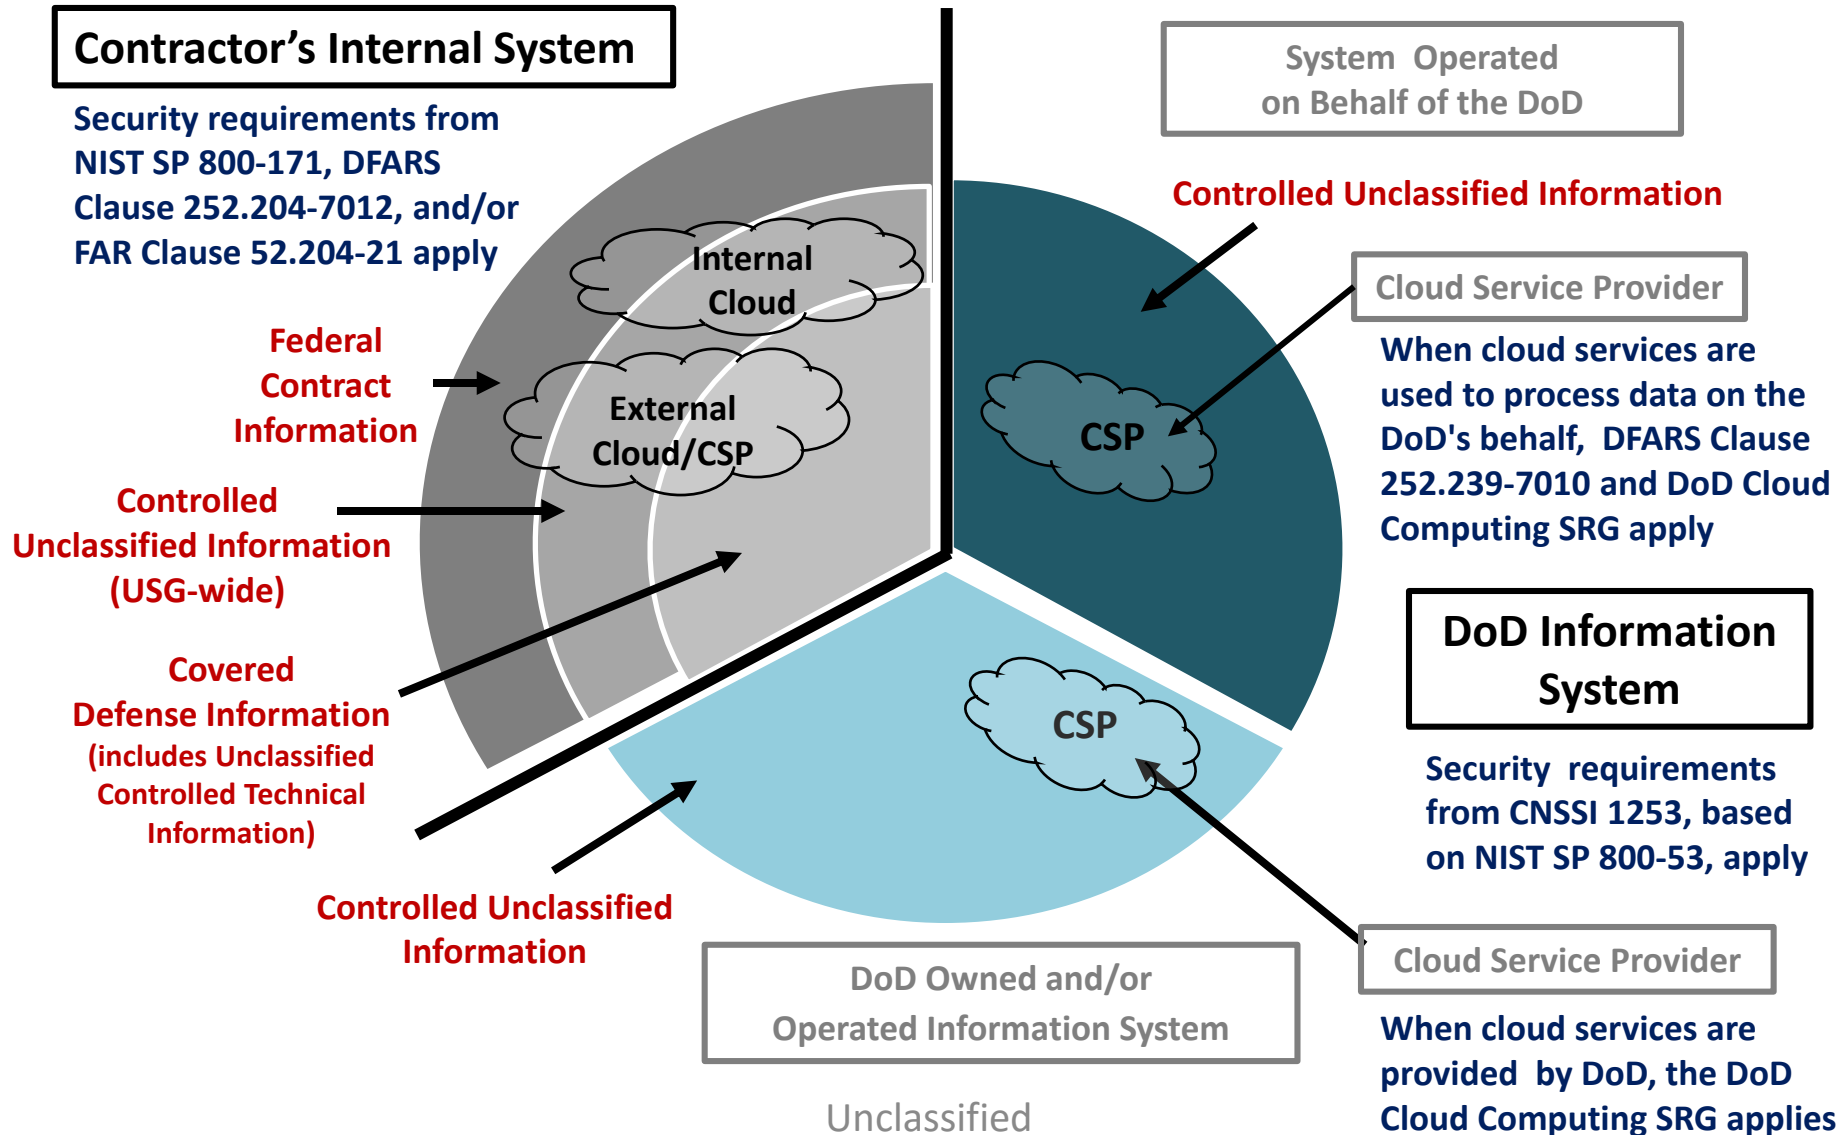 Contractor’s Internal System
Security requirements from
NIST SP 800-171, DFARS
Clause 252.204-7012, and/or
FAR Clause 52.204-21 apply
Federal
Contract
Information
Controlled
Unclassified Information
(USG-wide)
Covered
Defense Information
(includes Unclassified
Controlled Technical
Information)
Controlled Unclassified
Information
Internal
Cloud
External
Cloud/CSP
System Operated
on Behalf of the DoD
Controlled Unclassified Information
Cloud Service Provider
When cloud services are
used to process data on the
DoD's behalf, DFARS Clause
252.239-7010 and DoD Cloud
Computing SRG apply
CSP
DoD Information
System
Security requirements
from CNSSI 1253, based
on NIST SP 800-53, apply
CSP
Cloud Service Provider
When cloud services are
provided by DoD, the DoD
Cloud Computing SRG applies
DoD Owned and/or
Operated Information System
Unclassified